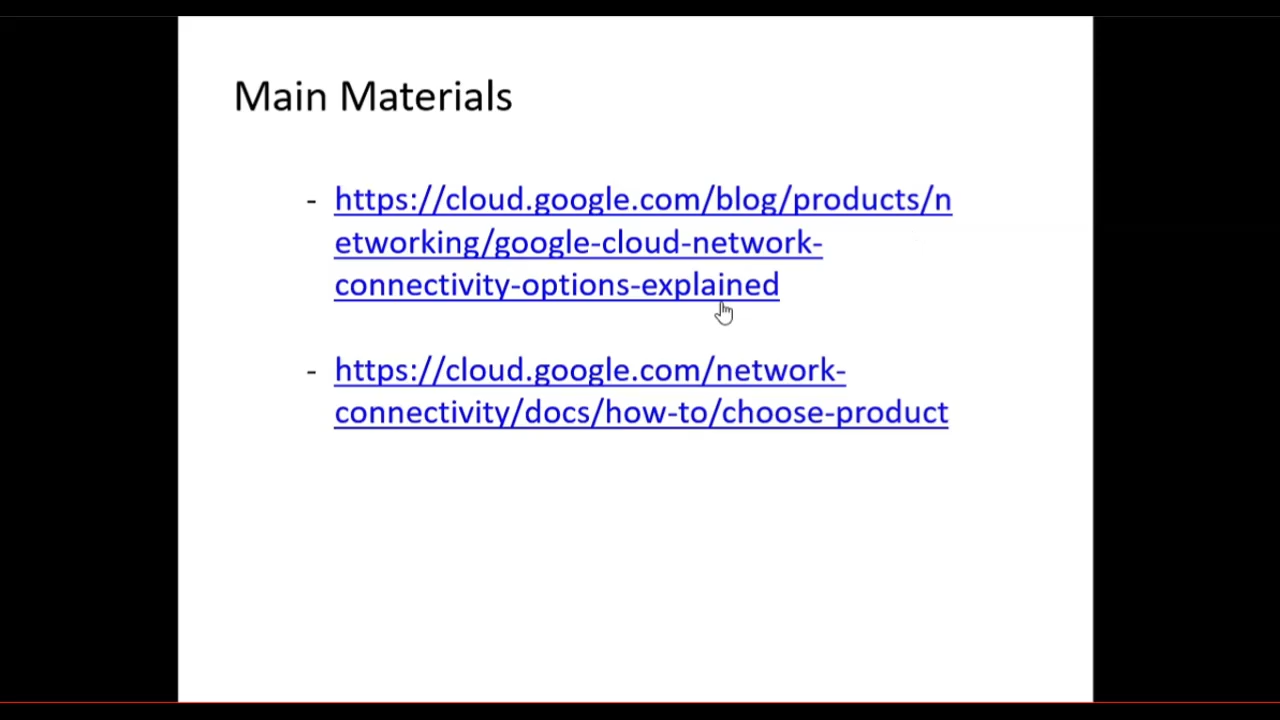 Main Materials
- https://cloud.google.com/blog/products/n
etworking/google-cloud-network-
connectivity-options-explained
- https://cloud.google.com/network-
connectivity/docs/how-to/choose-product